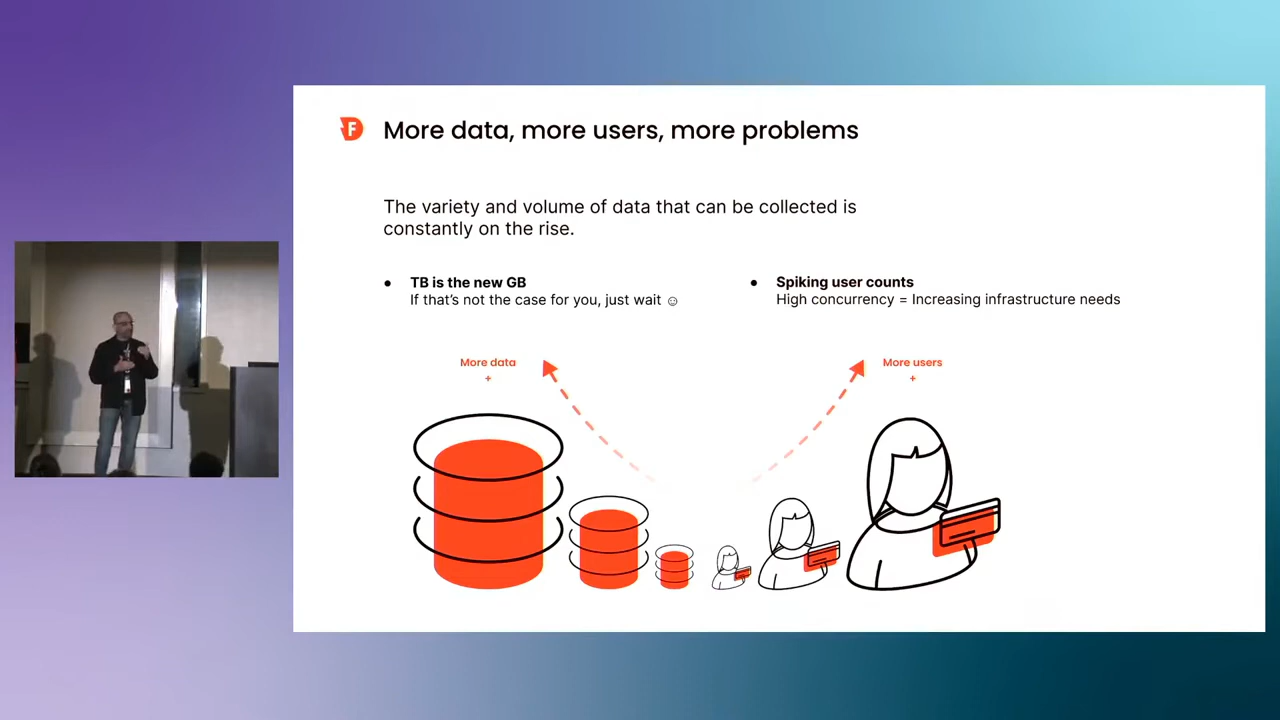 F
More data, more users, more problems
The variety and volume of data that can be collected is
constantly on the rise.
● TB is the new GB
If that’s not the case for you, just wait ☺
● Spiking user counts
High concurrency = Increasing infrastructure needs
More data
+
More users
+